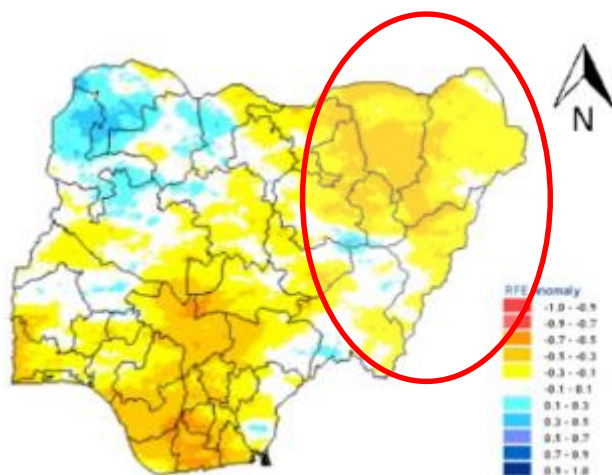 N
RFE anomaly
-1.0 - -0.9
-0.9 - -0.7
-0.7 - -0.5
-0.5 - -0.3
-0.3 - -0.1
-0.1 - 0.1
0.1 - 0.3
0.3 - 0.5
0.5 - 0.7
0.7 - 0.9
0.9 - 1.0